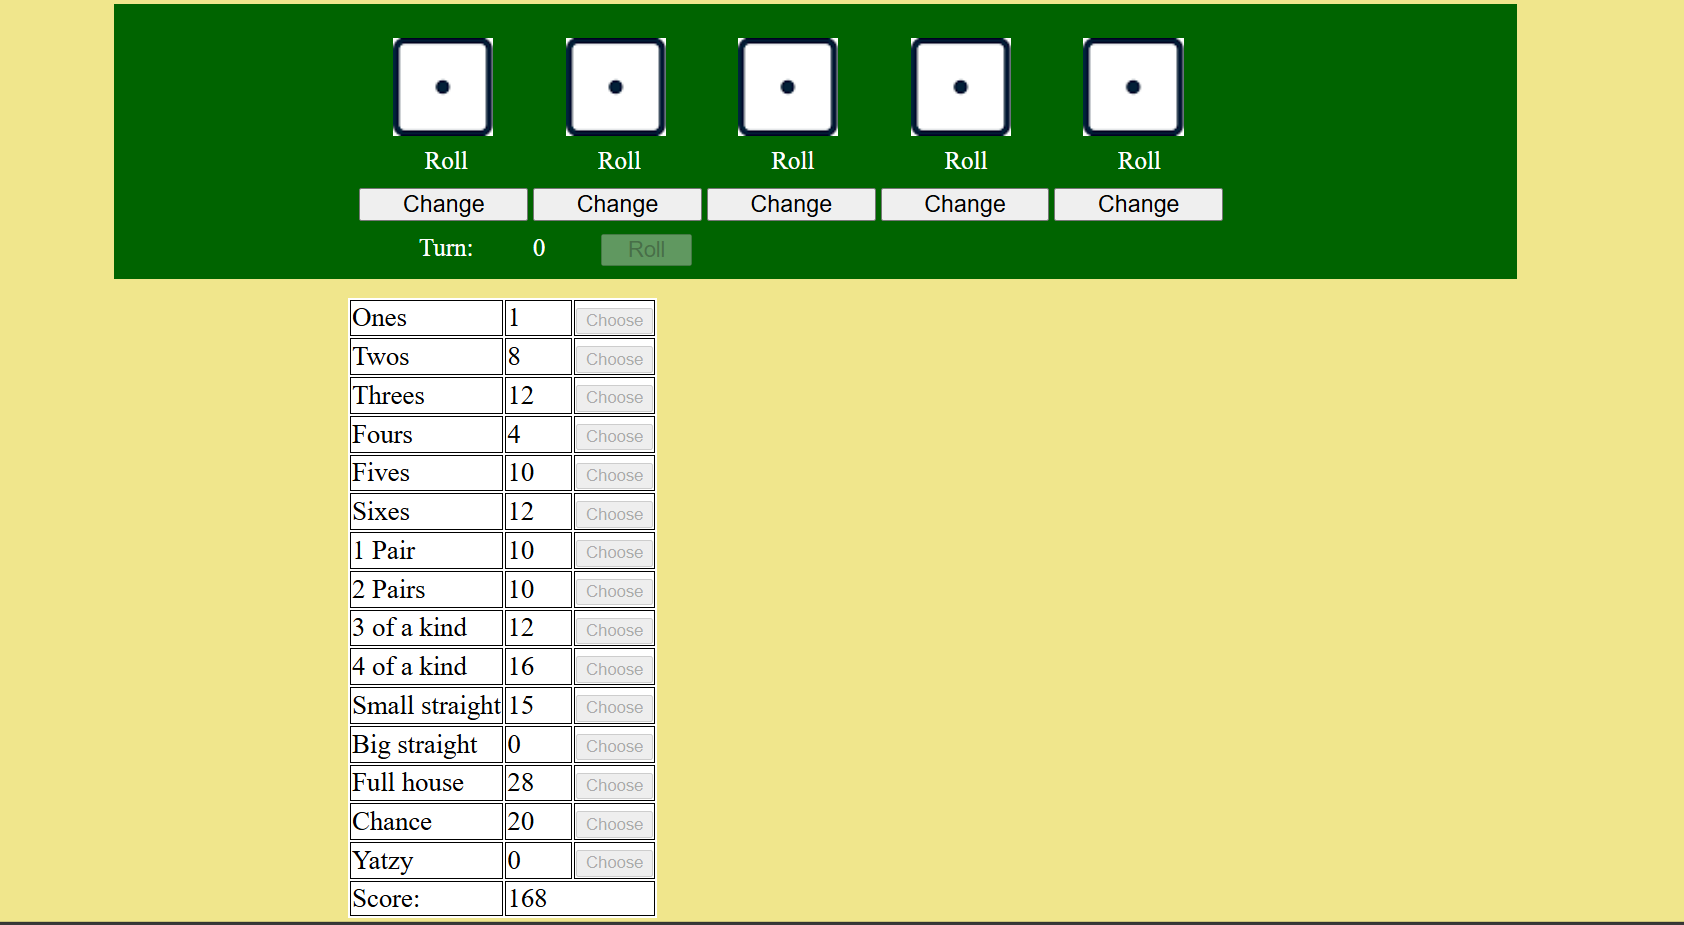 Roll Roll Roll Roll Roll
Change Change Change Change Change
Turn: 0 Roll
Ones 1 Choose
Twos 8 Choose
Threes 12 Choose
Fours 4 Choose
Fives 10 Choose
Sixes 12 Choose
1 Pair 10 Choose
2 Pairs 10 Choose
3 of a kind 12 Choose
4 of a kind 16 Choose
Small straight 15 Choose
Big straight 0 Choose
Full house 28 Choose
Chance 20 Choose
Yatzy 0 Choose
Score: 168